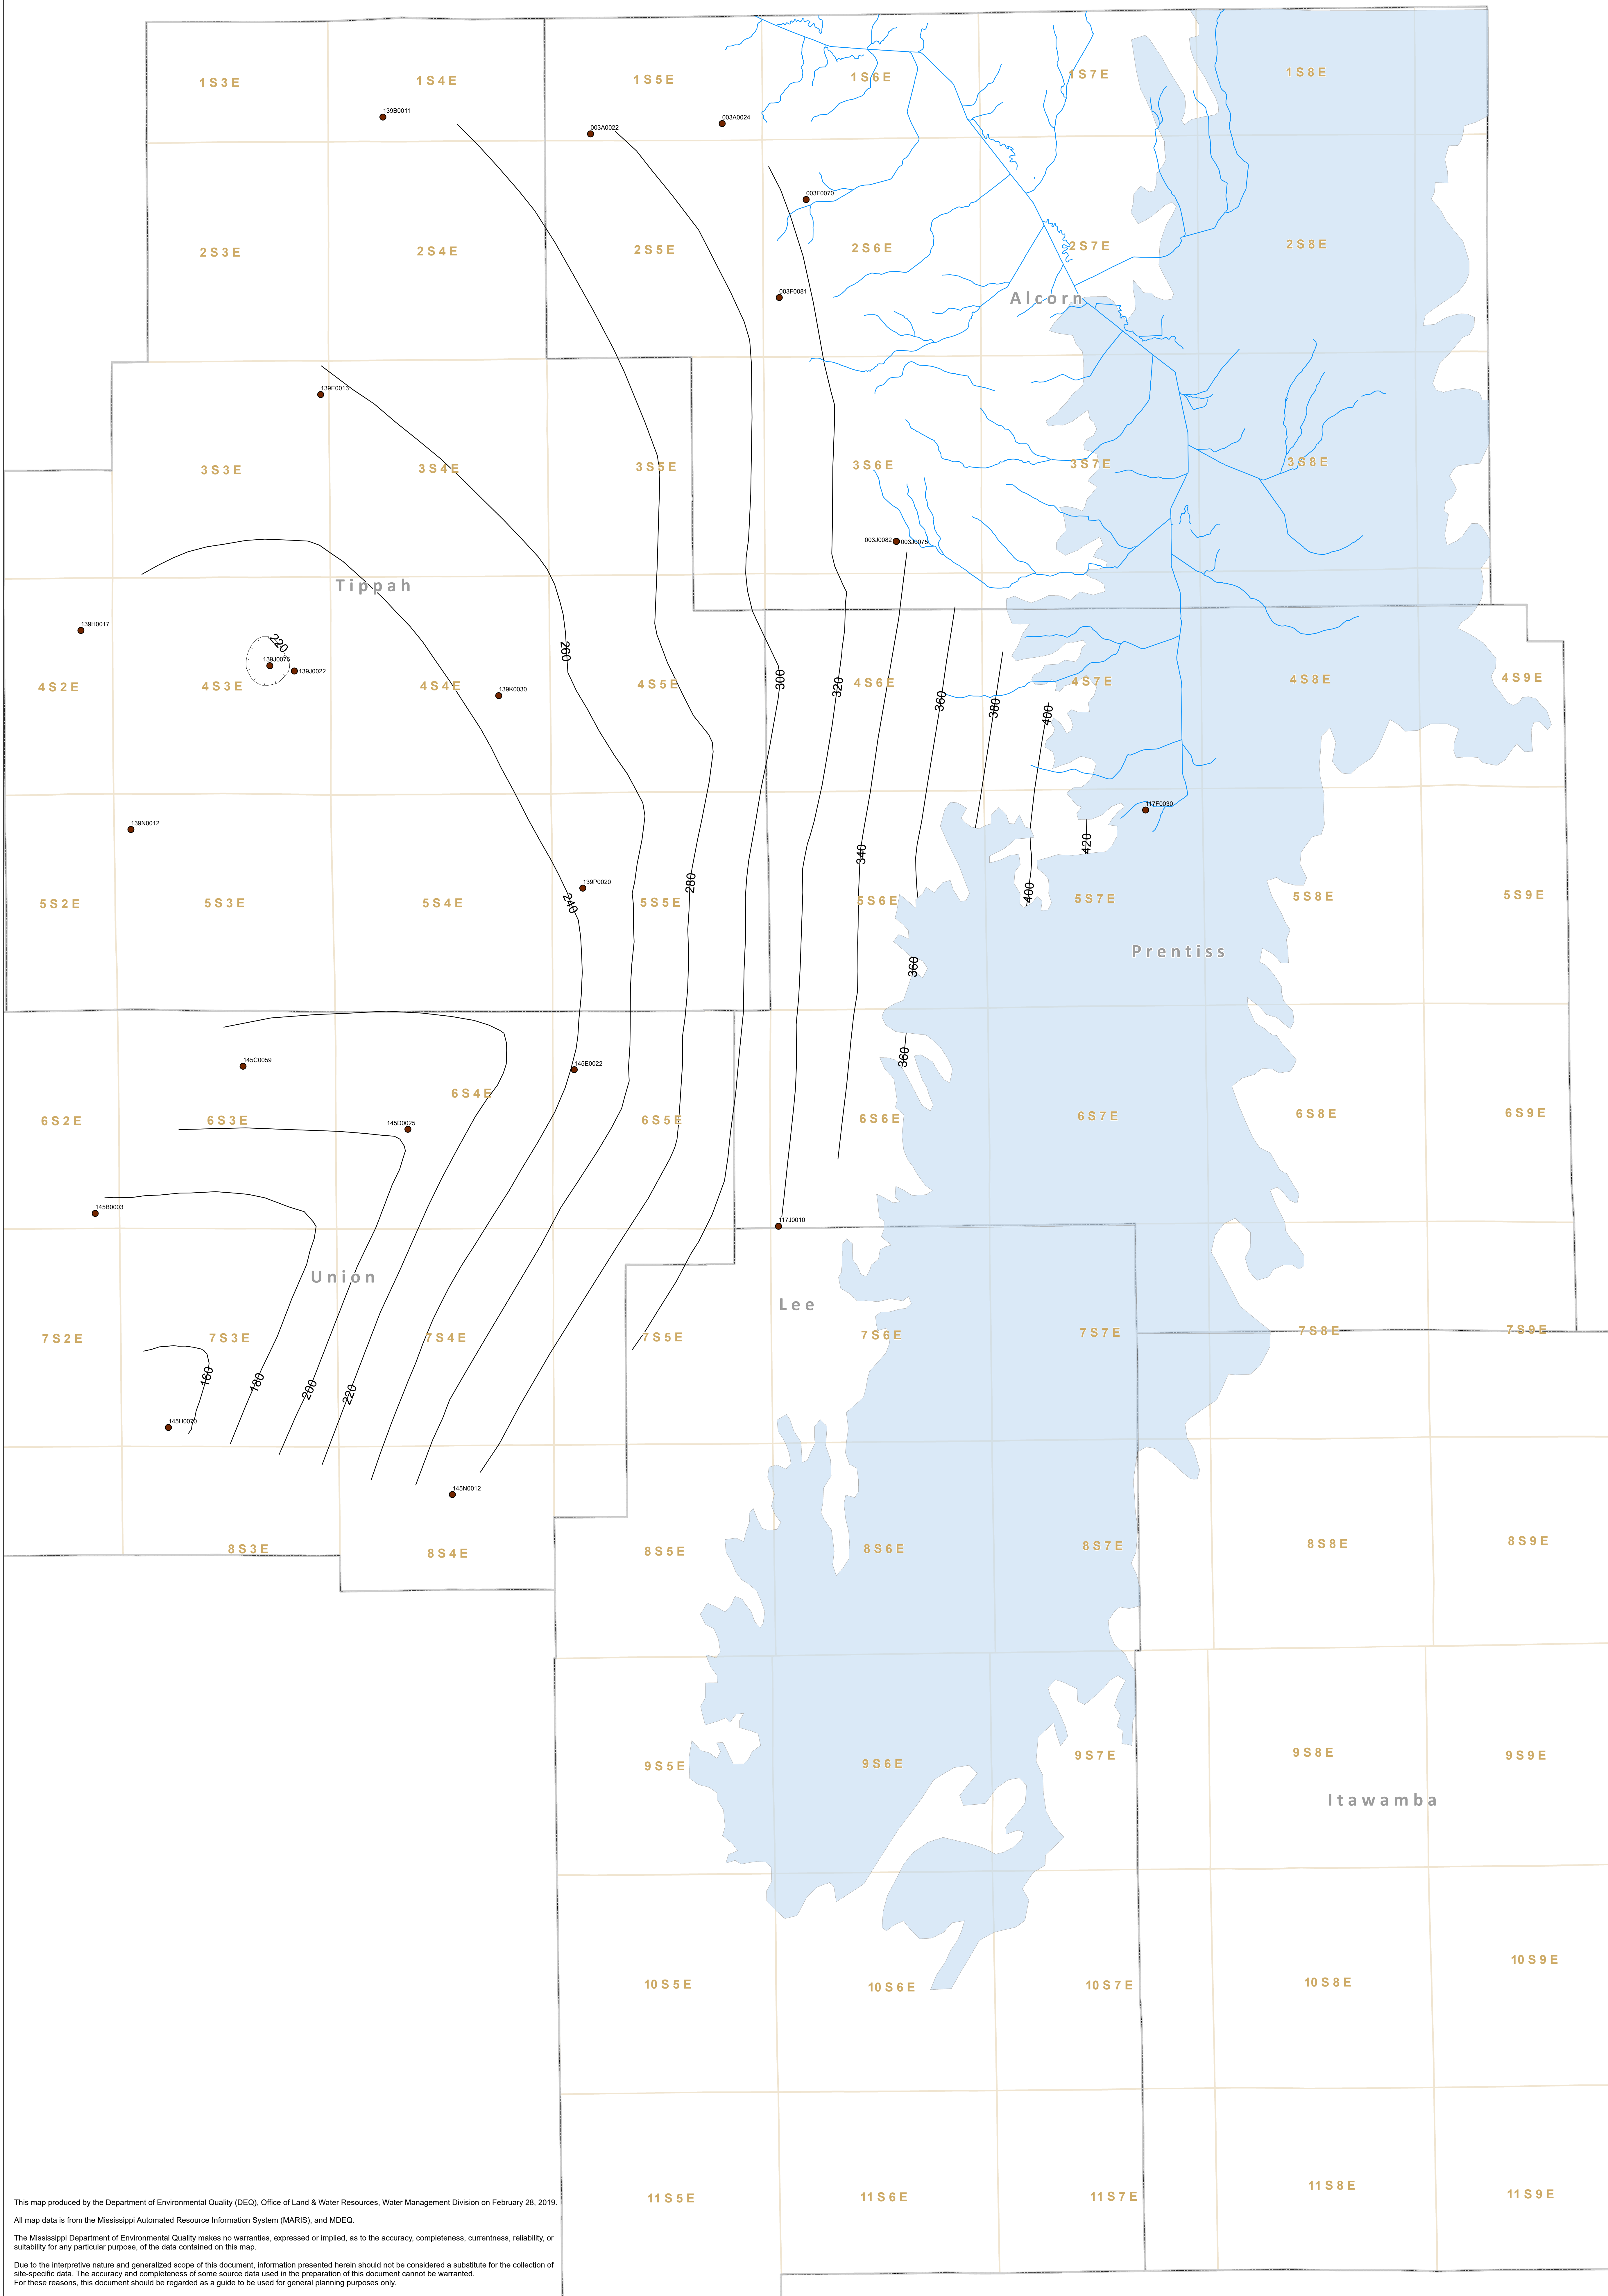 1 S 3 E
1 S 4 E
1 S 5 E
1 S 6 E
1 S 7 E
1 S 8 E
139B0011
003A0022
003A0024
003F0070
2 S 3 E
2 S 4 E
2 S 5 E
2 S 6 E
2 S 7 E
2 S 8 E
003F0081
Alcorn
139E0013
3 S 3 E
3 S 4 E
3 S 5 E
3 S 6 E
3 S 7 E
3 S 8 E
003J0082
003J0075
Tippah
139H0017
220
139J0076
139J0022
260
4 S 2 E
4 S 3 E
4 S 4 E
139K0030
4 S 5 E
300
320
4 S 6 E
360
380
400
4 S 7 E
4 S 8 E
4 S 9 E
117F0030
139N0012
420
340
139P0020
280
240
400
5 S 2 E
5 S 3 E
5 S 4 E
5 S 5 E
5 S 6 E
5 S 7 E
5 S 8 E
5 S 9 E
Prentiss
360
360
145C0059
145E0022
6 S 2 E
6 S 3 E
6 S 4 E
145D0025
6 S 5 E
6 S 6 E
6 S 7 E
6 S 8 E
6 S 9 E
145B0003
117J0010
Union
Lee
7 S 2 E
7 S 3 E
7 S 4 E
7 S 5 E
7 S 6 E
7 S 7 E
7 S 8 E
7 S 9 E
160
180
200
220
145H0070
145N0012
8 S 3 E
8 S 4 E
8 S 5 E
8 S 6 E
8 S 7 E
8 S 8 E
8 S 9 E
9 S 5 E
9 S 6 E
9 S 7 E
9 S 8 E
9 S 9 E
Itawamba
10 S 5 E
10 S 6 E
10 S 7 E
10 S 8 E
10 S 9 E
11 S 5 E
11 S 6 E
11 S 7 E
11 S 8 E
11 S 9 E
This map produced by the Department of Environmental Quality (DEQ), Office of Land & Water Resources, Water Management Division on February 28, 2019.
All map data is from the Mississippi Automated Resource Information System (MARIS), and MDEQ.
The Mississippi Department of Environmental Quality makes no warranties, expressed or implied, as to the accuracy, completeness, currentness, reliability, or
suitability for any particular purpose, of the data contained on this map.
Due to the interpretive nature and generalized scope of this document, information presented herein should not be considered a substitute for the collection of
site-specific data. The accuracy and completeness of some source data used in the preparation of this document cannot be warranted.
For these reasons, this document should be regarded as a guide to be used for general planning purposes only.